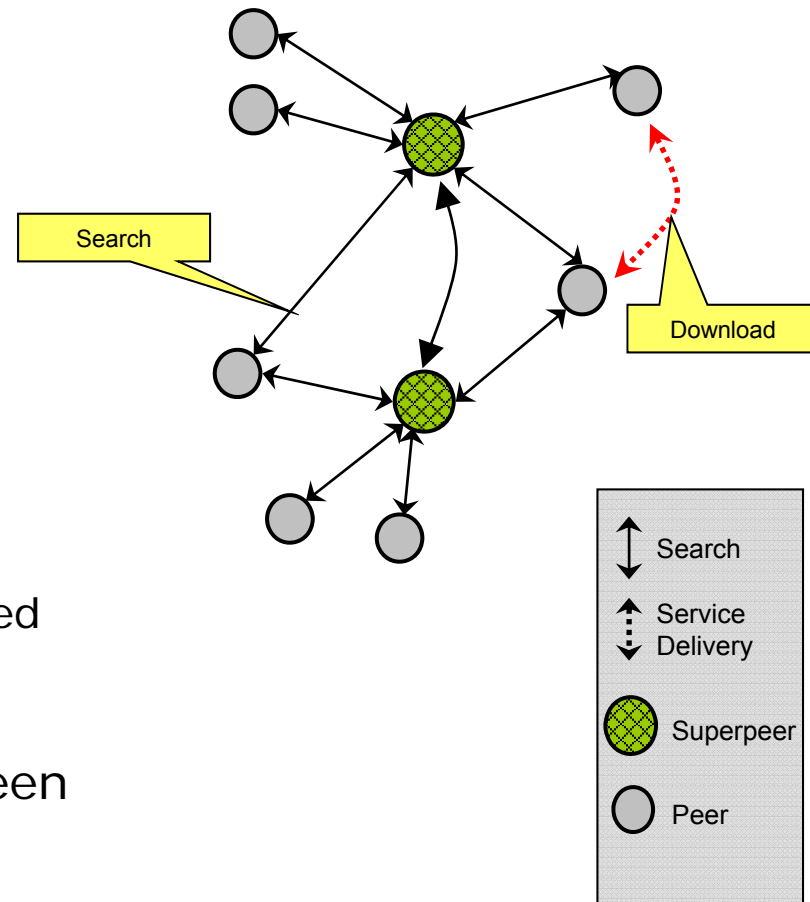 Search
Download
ed
een
Search
Service
Delivery
Superpeer
Peer